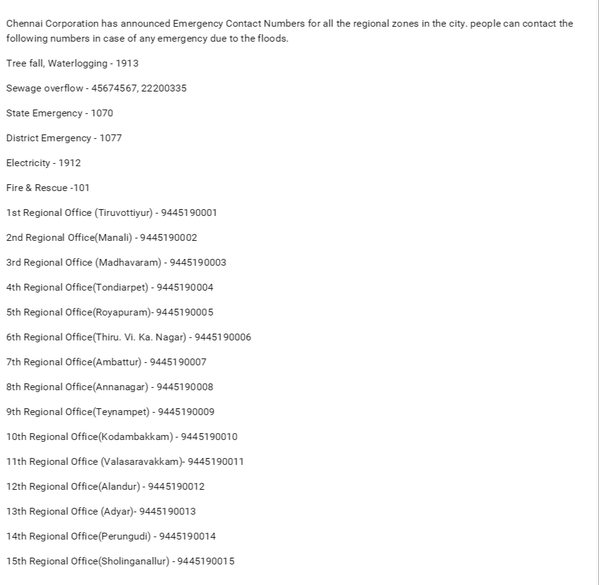 Chennai Corporation has announced Emergency Contact Numbers for all the regional zones in the city. people can contact the
following numbers in case of any emergency due to the floods.
Tree fall, Waterlogging - 1913
Sewage overflow - 45674567, 22200335
State Emergency - 1070
District Emergency - 1077
Electricity - 1912
Fire & Rescue -101
1st Regional Office (Tiruvottiyur) - 9445190001
2nd Regional Office(Manali) - 9445190002
3rd Regional Office (Madhavaram) - 9445190003
4th Regional Office(Tondiarpet) - 9445190004
5th Regional Office(Royapuram)- 9445190005
6th Regional Office(Thiru. Vi. Ka. Nagar) - 9445190006
7th Regional Office(Ambattur) - 9445190007
8th Regional Office(Annanagar) - 9445190008
9th Regional Office(Teynampet) - 9445190009
10th Regional Office(Kodambakkam) - 9445190010
11th Regional Office (Valasaravakkam)- 9445190011
12th Regional Office(Alandur) - 9445190012
13th Regional Office (Adyar)- 9445190013
14th Regional Office(Perungudi) - 9445190014
15th Regional Office(Sholinganallur) - 9445190015